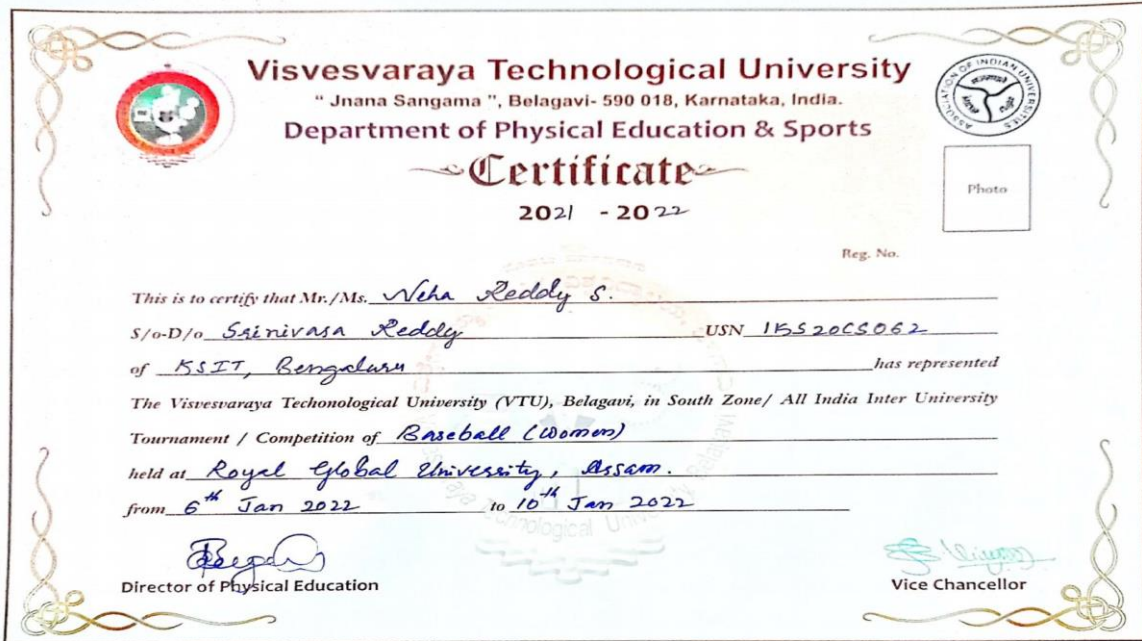 Visvesvaraya Technological University
" Jnana Sangama ", Belagavi- 590 018, Karnataka, India.
Department of Physical Education & Sports
ASSOCIATION OF INDIAN UNIVERSITIES
Certificate
Photo
2021 - 2022
Reg. No.
This is to certify that Mr./Ms. Neha Reddy S.
S/o-D/o Srinivasa Reddy USN 1KS20CS062
of KSIT, Bengaluru has represented
The Visvesvaraya Techonological University (VTU), Belagavi, in South Zone/ All India Inter University
Tournament / Competition of Baseball (Women)
held at Royal Global University, Assam.
from 6th Jan 2022 to 10th Jan 2022
Director of Physical Education
Vice Chancellor